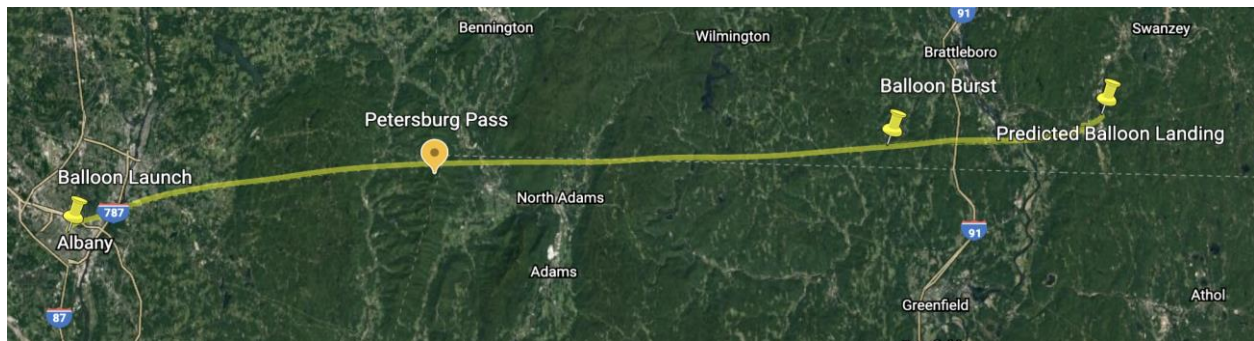 91
Bennington
Swanzey
Wilmington
Brattleboro
Balloon Burst
Petersburg Pass
Predicted Balloon Landing
Balloon Launch
North Adams
787
91
Albany
Adams
Athol
Greenfield
87